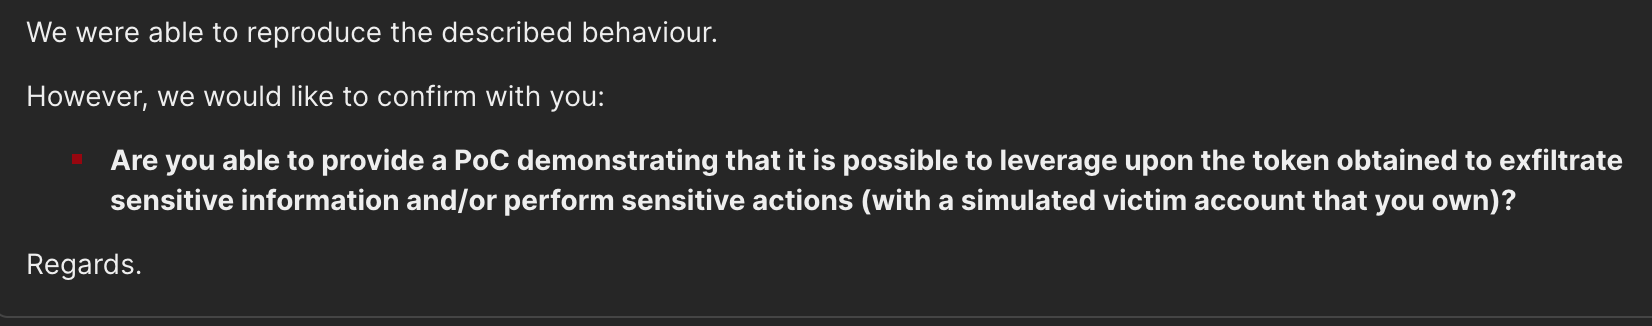 We were able to reproduce the described behaviour.
However, we would like to confirm with you:
Are you able to provide a PoC demonstrating that it is possible to leverage upon the token obtained to exfiltrate
sensitive information and/or perform sensitive actions (with a simulated victim account that you own)?
Regards.